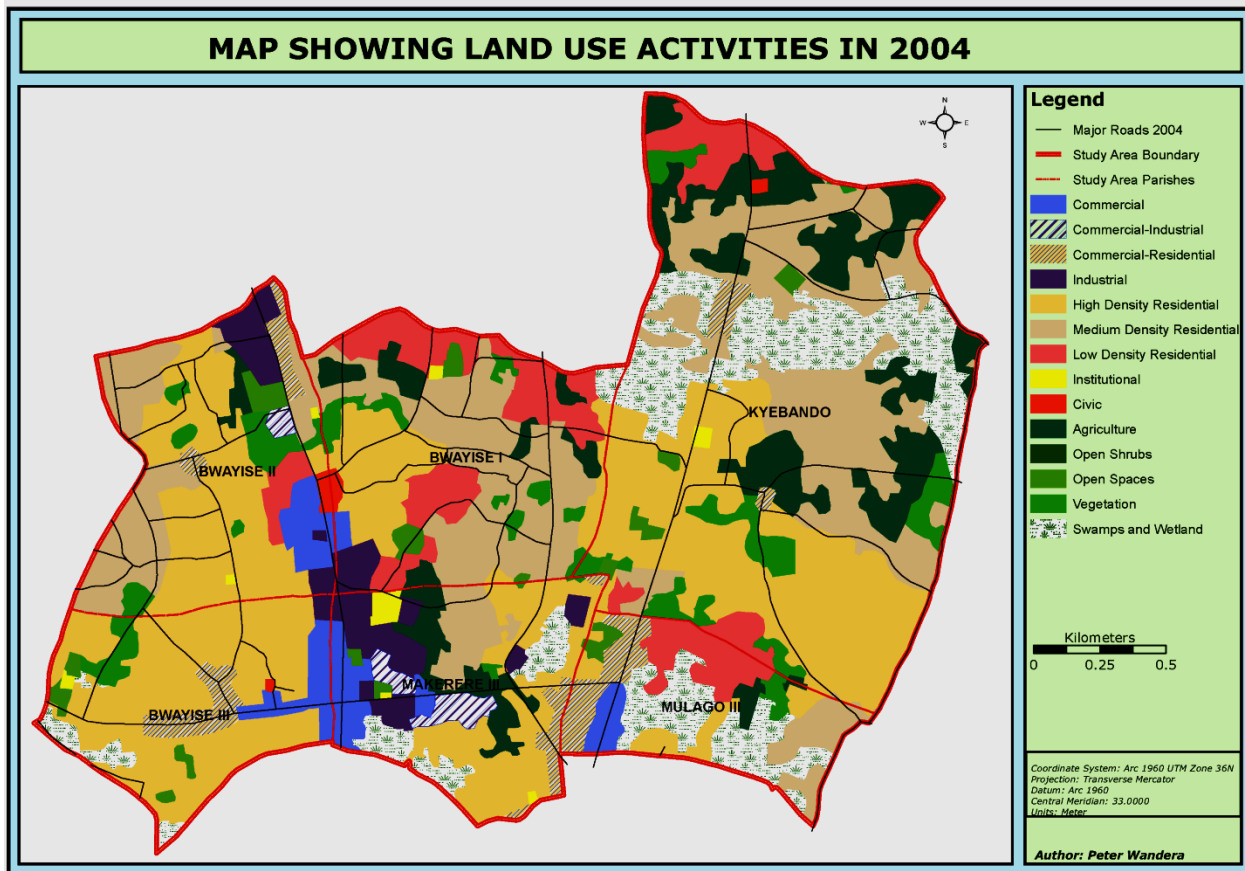 MAP SHOWING LAND USE ACTIVITIES IN 2004
N
W E
S
KYEBANDO
BWAYISE I
BWAYISE II
MAKERERE III
BWAYISE III
MULAGO III
Legend
Major Roads 2004
Study Area Boundary
Study Area Parishes
Commercial
Commercial-Industrial
Commercial-Residential
Industrial
High Density Residential
Medium Density Residential
Low Density Residential
Institutional
Civic
Agriculture
Open Shrubs
Open Spaces
Vegetation
Swamps and Wetland
Kilometers
0 0.25 0.5
Coordinate System: Arc 1960 UTM Zone 36N
Projection: Transverse Mercator
Datum: Arc 1960
Central Meridian: 33.0000
Units: Meter
Author: Peter Wandera